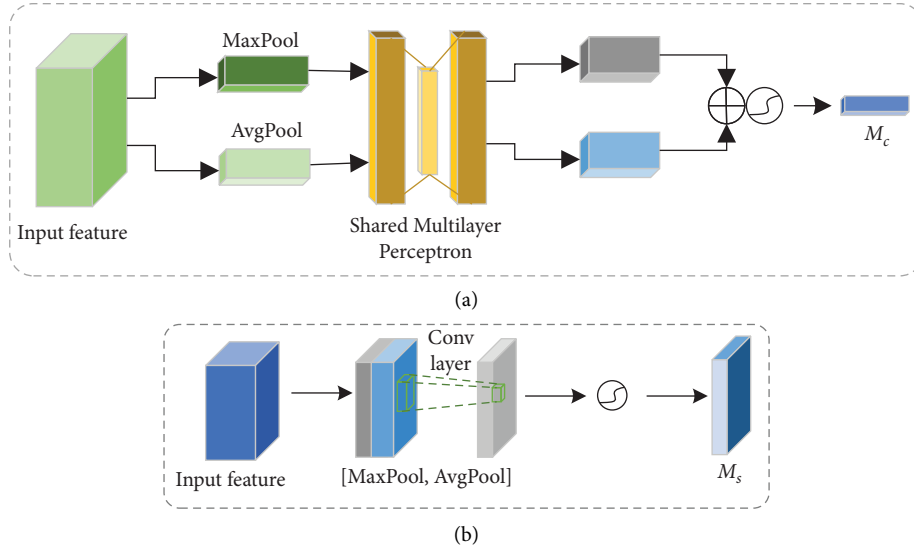 MaxPool
AvgPool
Input feature
Shared Multilayer
Perceptron
M_c
(a)
Conv
layer
Input feature
[MaxPool, AvgPool]
M_s
(b)